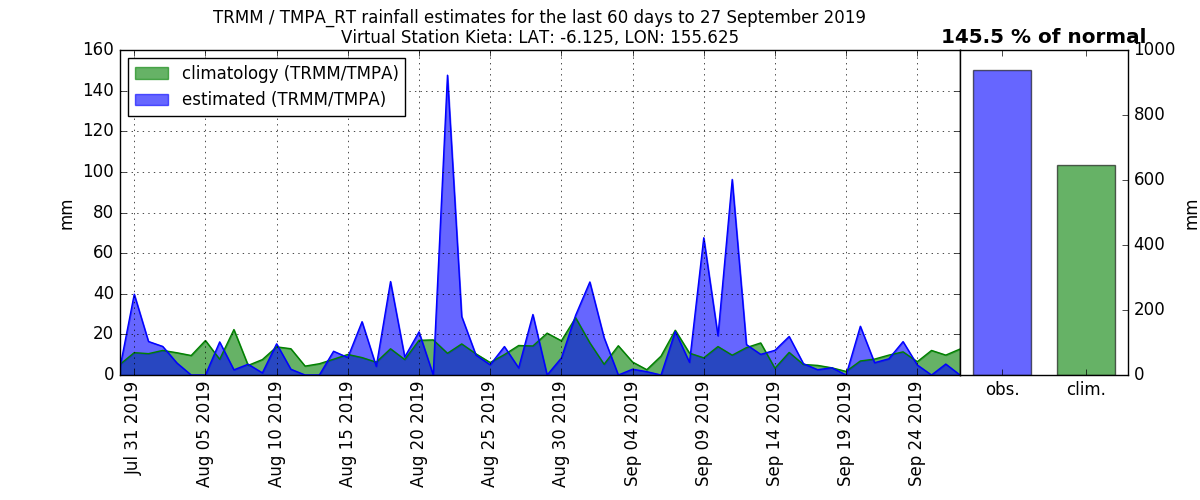 TRMM / TMPA_RT rainfall estimates for the last 60 days to 27 September 2019
Virtual Station Kieta: LAT: -6.125, LON: 155.625
145.5 % of normal
climatology (TRMM/TMPA)
estimated (TRMM/TMPA)
mm
160
140
120
100
80
60
40
20
0
Jul 31 2019
Aug 05 2019
Aug 10 2019
Aug 15 2019
Aug 20 2019
Aug 25 2019
Aug 30 2019
Sep 04 2019
Sep 09 2019
Sep 14 2019
Sep 19 2019
Sep 24 2019
obs.
clim.
1000
800
600
400
200
0
mm